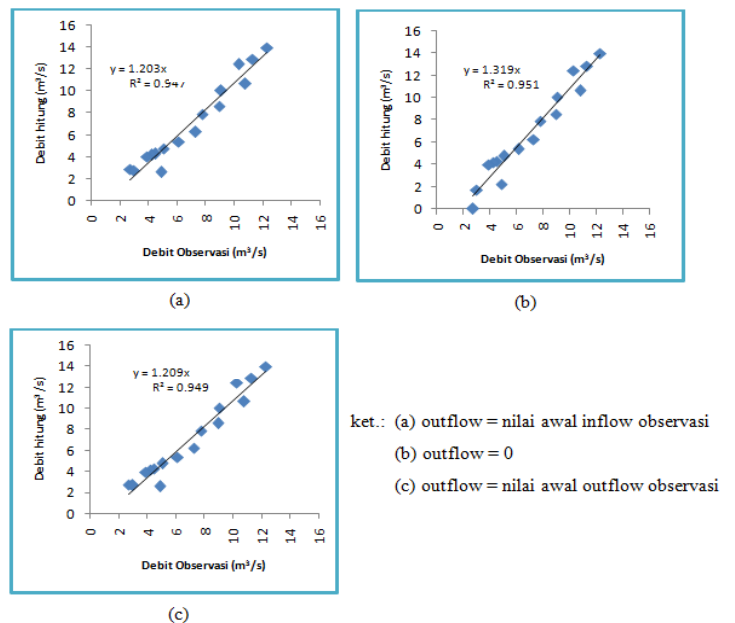 16
14
12
10
8
6
4
2
0
Debit hitung (m³/s)
y = 1.203x
0 2 4 6 8 10 12 14 16
Debit Observasi (m³/s)
(a)
16
14
12
10
8
6
4
2
0
Debit hitung (m³/s)
y = 1.319x
R² = 0.951
0 2 4 6 8 10 12 14 16
Debit Observasi (m³/s)
(b)
16
14
12
10
8
6
4
2
0
Debit hitung (m³/s)
y = 1.209x
R² = 0.949
0 2 4 6 8 10 12 14 16
Debit Observasi (m³/s)
(c)
ket.: (a) outflow = nilai awal inflow observasi
(b) outflow = 0
(c) outflow = nilai awal outflow observasi